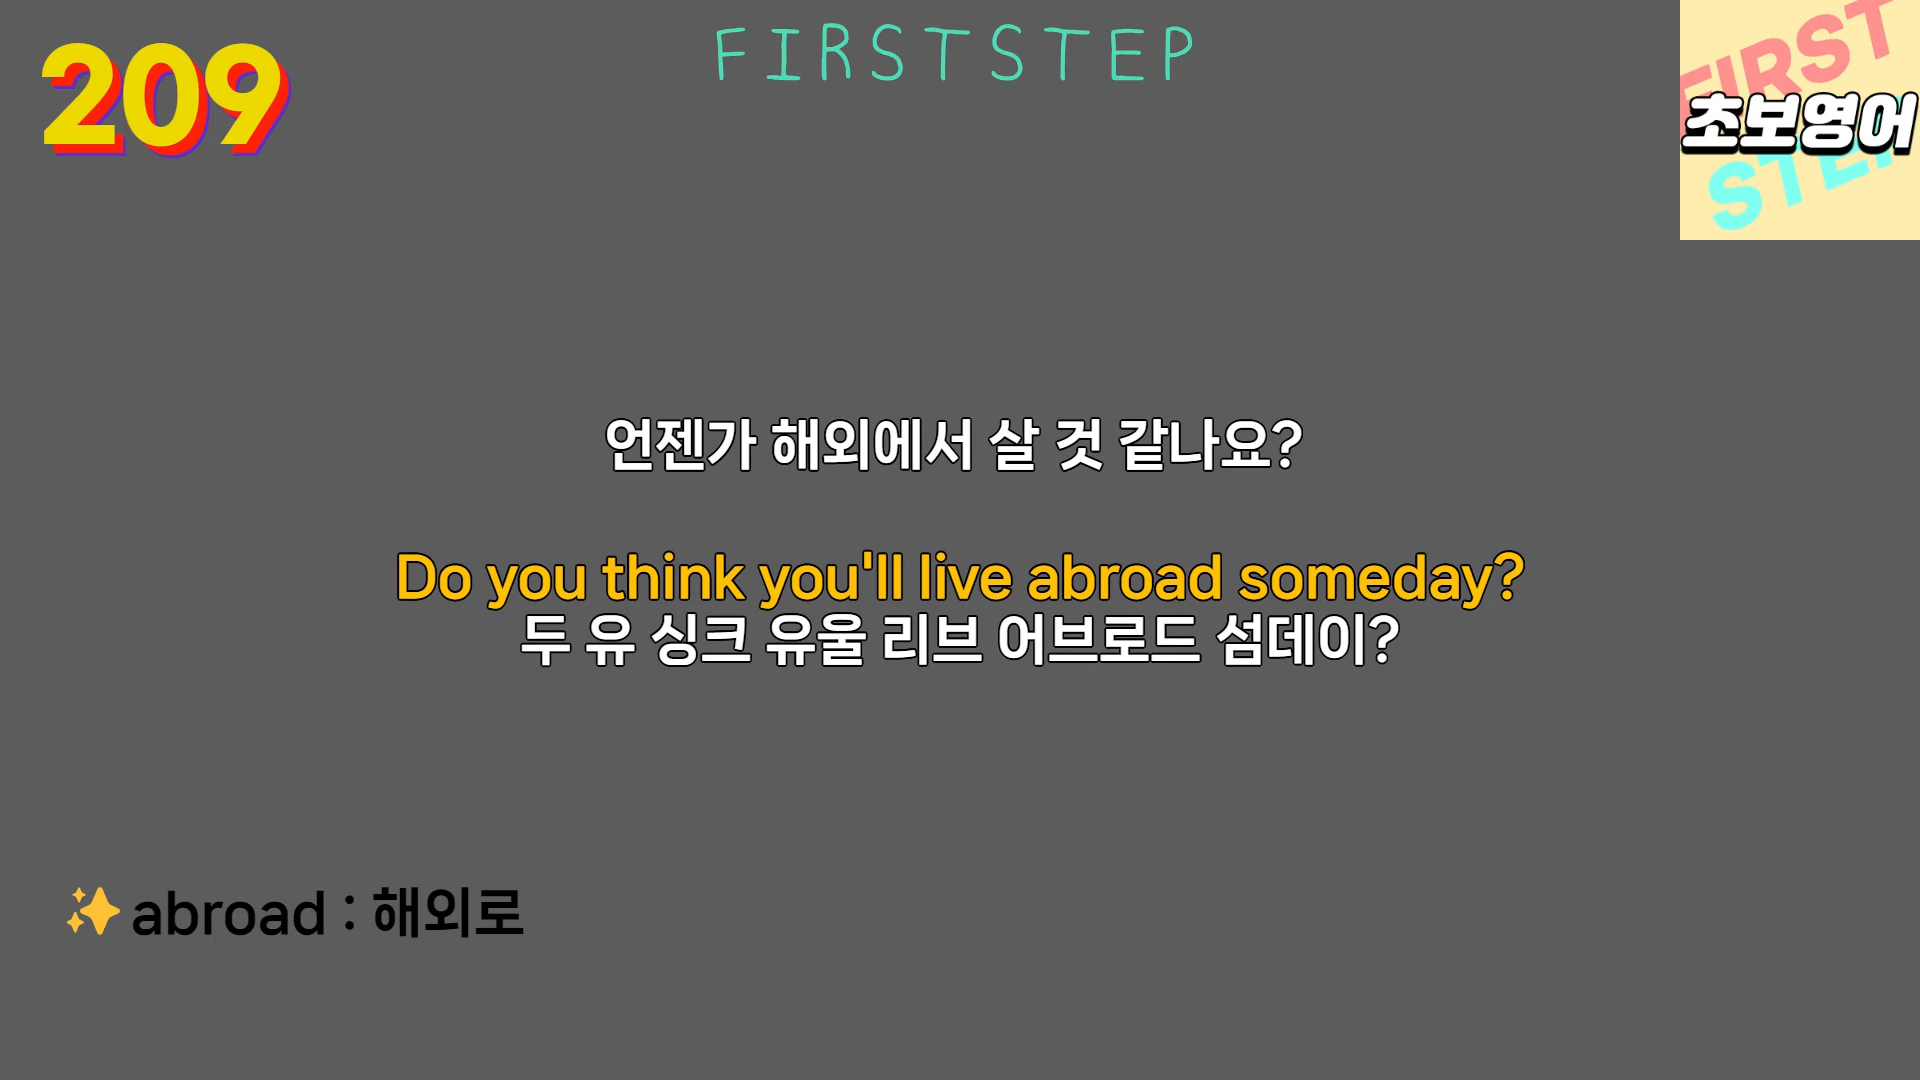 209
FIRSTSTEP
FIRST
초보영어
STEP
언젠가 해외에서 살 것 같나요?
Do you think you'll live abroad someday?
두 유 싱크 유울 리브 어브로드 섬데이?
✨ abroad : 해외로